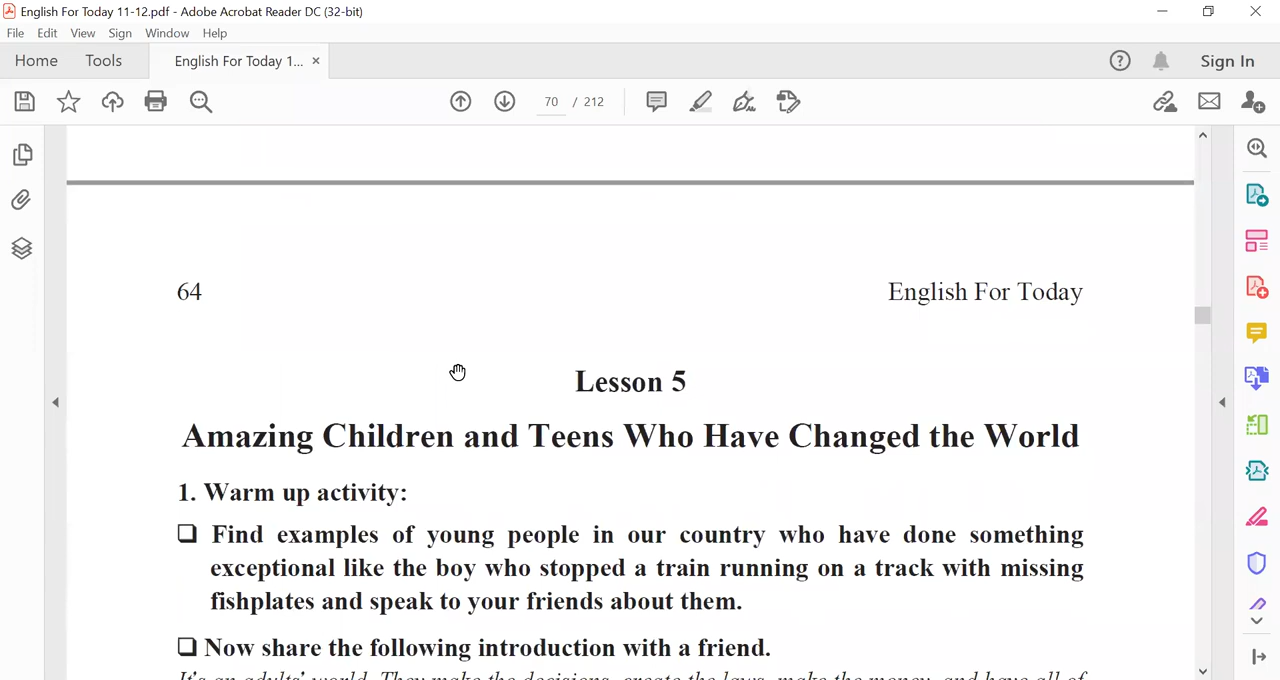 English For Today 11-12.pdf - Adobe Acrobat Reader DC (32-bit)
File Edit View Sign Window Help
Home Tools English For Today 1... × Sign In
70 / 212
64 English For Today
Lesson 5
Amazing Children and Teens Who Have Changed the World
1. Warm up activity:
❑ Find examples of young people in our country who have done something
exceptional like the boy who stopped a train running on a track with missing
fishplates and speak to your friends about them.
❑ Now share the following introduction with a friend.
It's an adults' world. They make the decisions, create the laws, make the money, and have all of